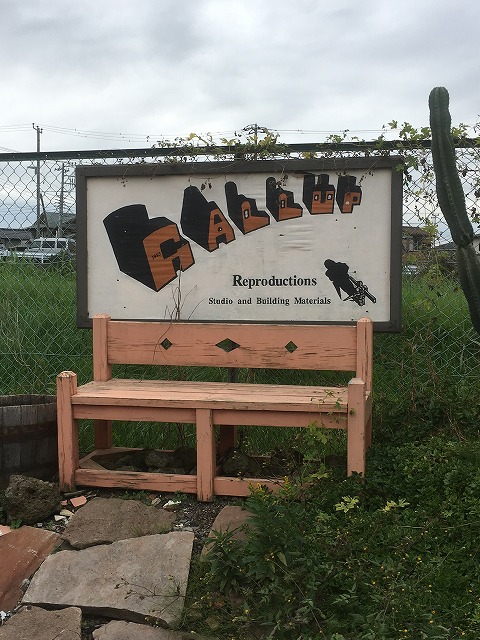 GALLUP
Reproductions
Studio and Building Materials